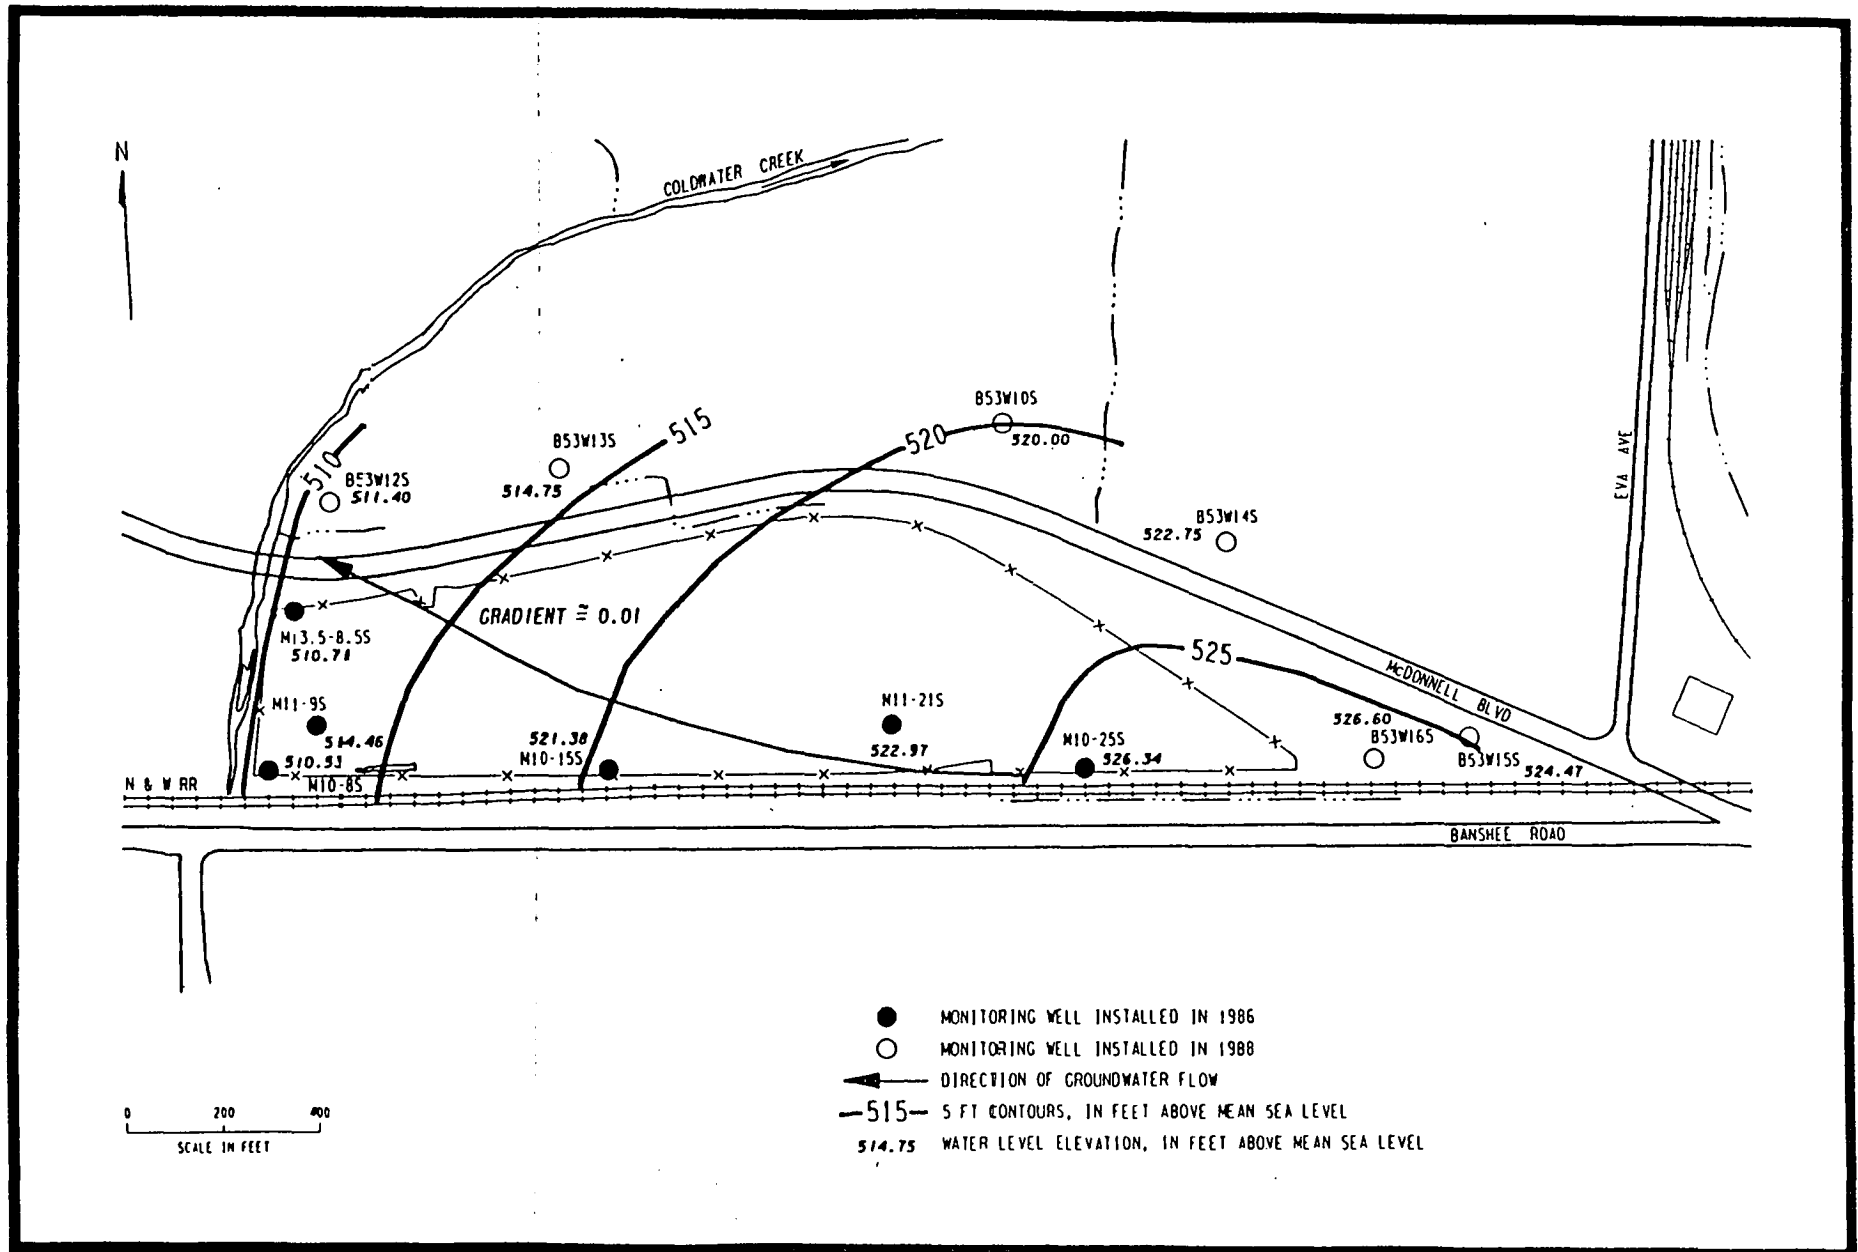 N
COLDWATER CREEK
B53W10S
520.00
515
520
B53W13S
514.75
510
B53W12S
511.40
EVA AVE
B53W14S
522.75
GRADIENT ≅ 0.01
M13.5-8.5S
510.71
525
McDONNELL BLVD
M11-9S
514.46
M11-21S
522.97
526.60
B53W16S
B53W15S
524.47
521.38
M10-15S
M10-25S
526.34
510.53
M10-8S
N & W RR
BANSHEE ROAD
MONITORING WELL INSTALLED IN 1986
MONITORING WELL INSTALLED IN 1988
DIRECTION OF GROUNDWATER FLOW
515 5 FT CONTOURS, IN FEET ABOVE MEAN SEA LEVEL
514.75 WATER LEVEL ELEVATION, IN FEET ABOVE MEAN SEA LEVEL
0 200 400
SCALE IN FEET